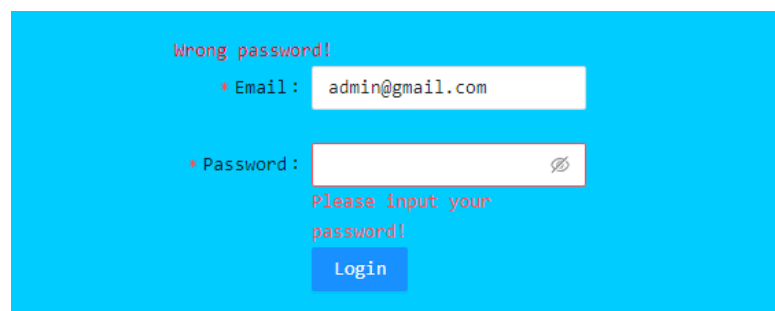 Wrong password!
* Email: admin@gmail.com
* Password:
Please input your
password!
Login